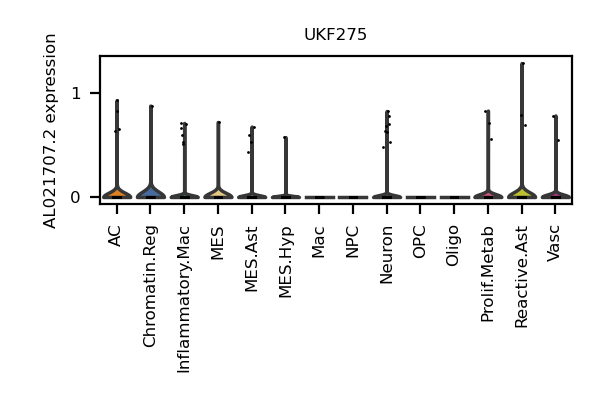 UKF275
AL021707.2 expression
1
0
AC
Chromatin.Reg
Inflammatory.Mac
MES
MES.Ast
MES.Hyp
Mac
NPC
Neuron
OPC
Oligo
Prolif.Metab
Reactive.Ast
Vasc